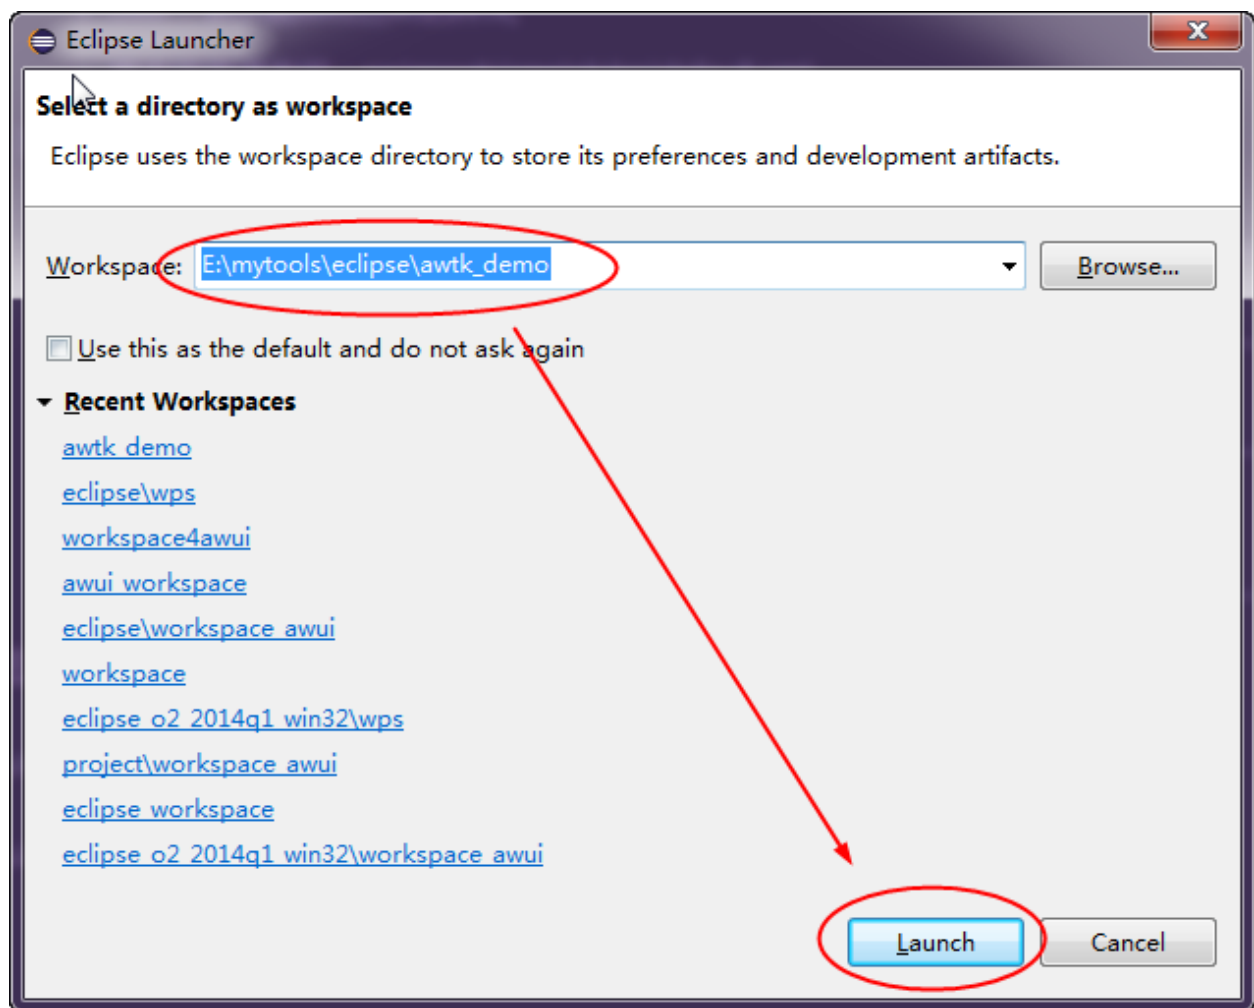 Eclipse Launcher
Select a directory as workspace
Eclipse uses the workspace directory to store its preferences and development artifacts.
Workspace: E:\mytools\eclipse\awtk_demo Browse...
Use this as the default and do not ask again
Recent Workspaces
awtk_demo
eclipse\wps
workspace4awui
awui_workspace
eclipse\workspace_awui
workspace
eclipse_o2_2014q1_win32\wps
project\workspace_awui
eclipse_workspace
eclipse_o2_2014q1_win32\workspace_awui
Launch Cancel